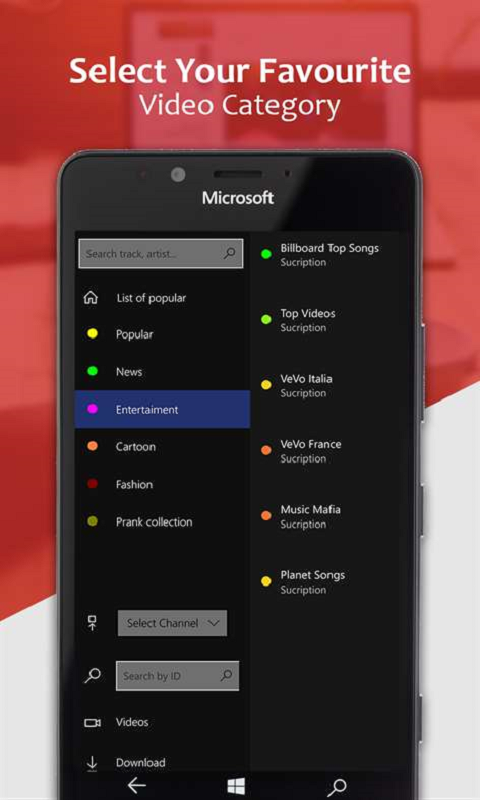 Select Your Favourite
Video Category
Microsoft
Search track, artist...
List of popular
Popular
News
Entertaiment
Cartoon
Fashion
Prank collection
Select Channel
Search by ID
Videos
Download
Billboard Top Songs
Sucription
Top Videos
Sucription
VeVo Italia
Sucription
VeVo France
Sucription
Music Mafia
Sucription
Planet Songs
Sucription